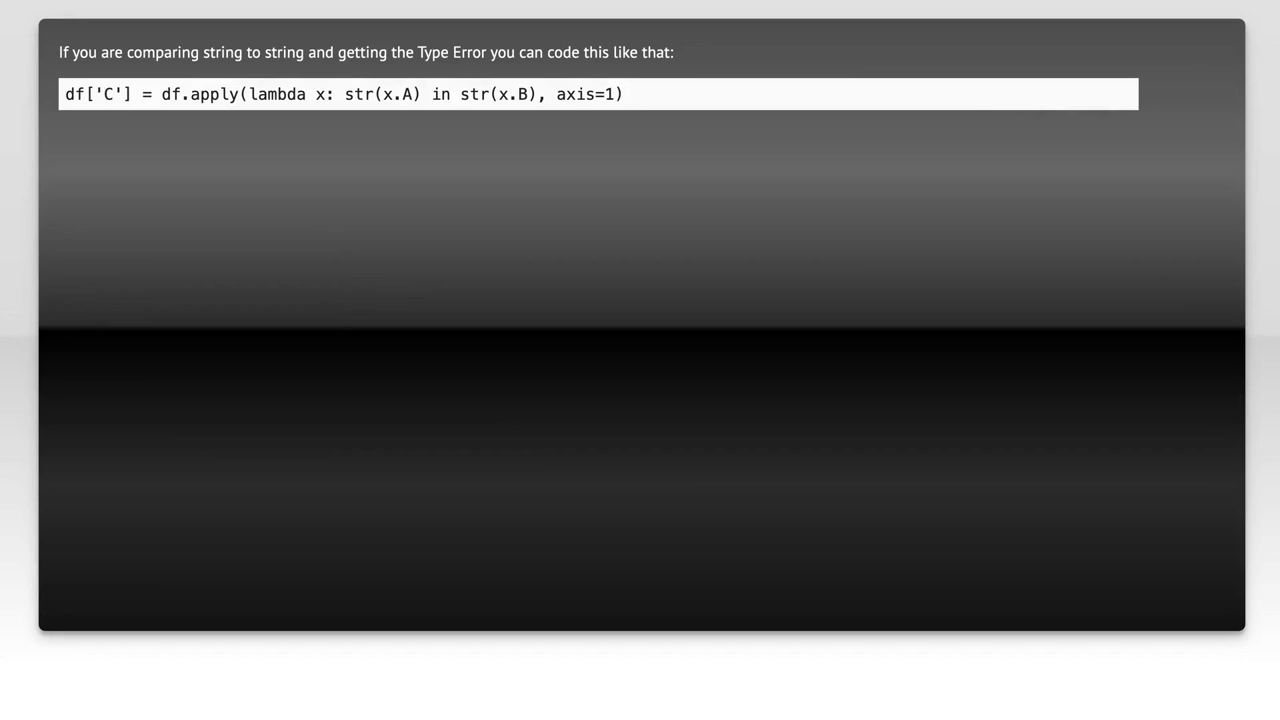 If you are comparing string to string and getting the Type Error you can code this like that:
df['C'] = df.apply(lambda x: str(x.A) in str(x.B), axis=1)